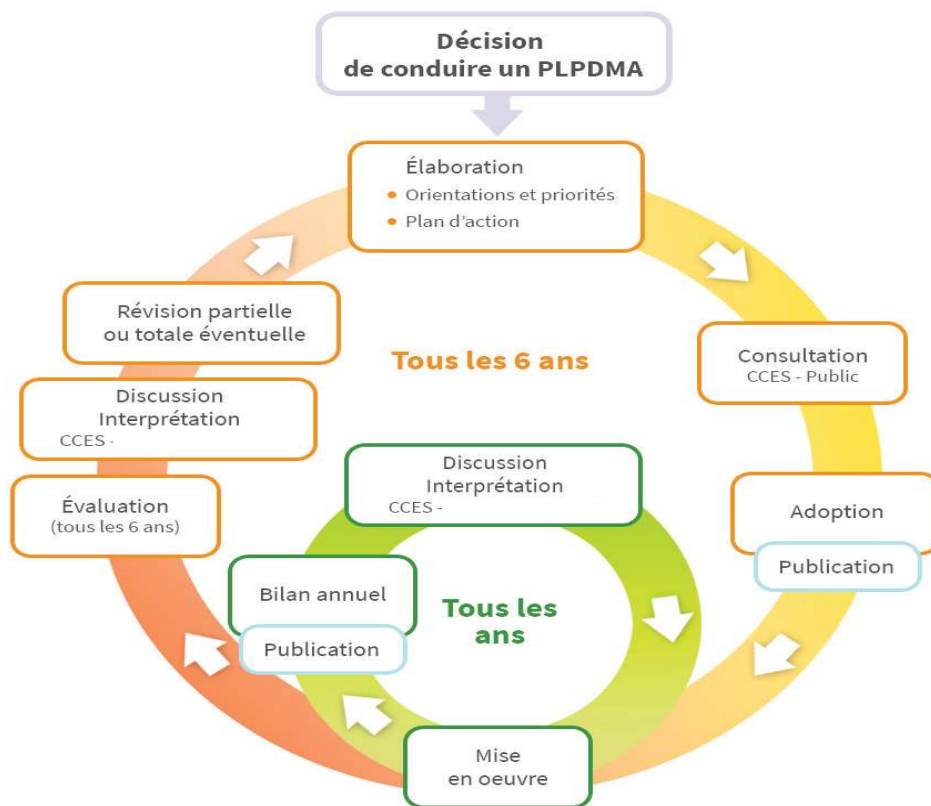 Décision
de conduire un PLPDMA
Élaboration
• Orientations et priorités
• Plan d'action
Révision partielle
ou totale éventuelle
Tous les 6 ans
Consultation
CCES - Public
Discussion
Interprétation
CCES -
Discussion
Interprétation
CCES -
Évaluation
(tous les 6 ans)
Adoption
Publication
Bilan annuel
Publication
Tous les
ans
Mise
en oeuvre